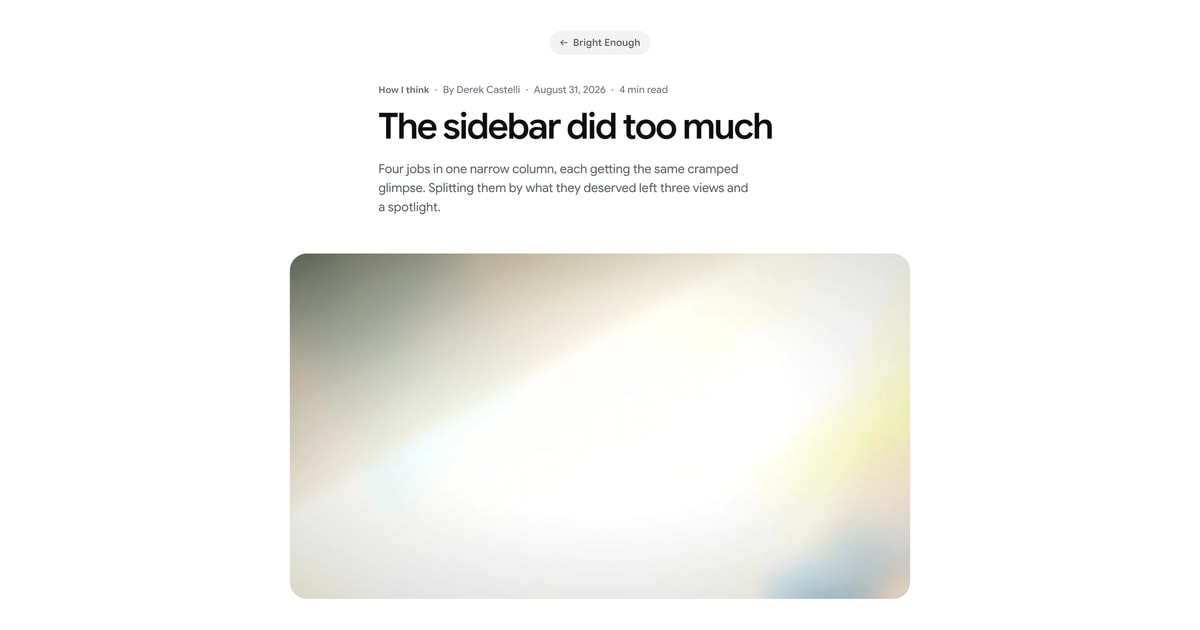 ← Bright Enough
How I think · By Derek Castelli · August 31, 2026 · 4 min read
The sidebar did too much
Four jobs in one narrow column, each getting the same cramped
glimpse. Splitting them by what they deserved left three views and
a spotlight.